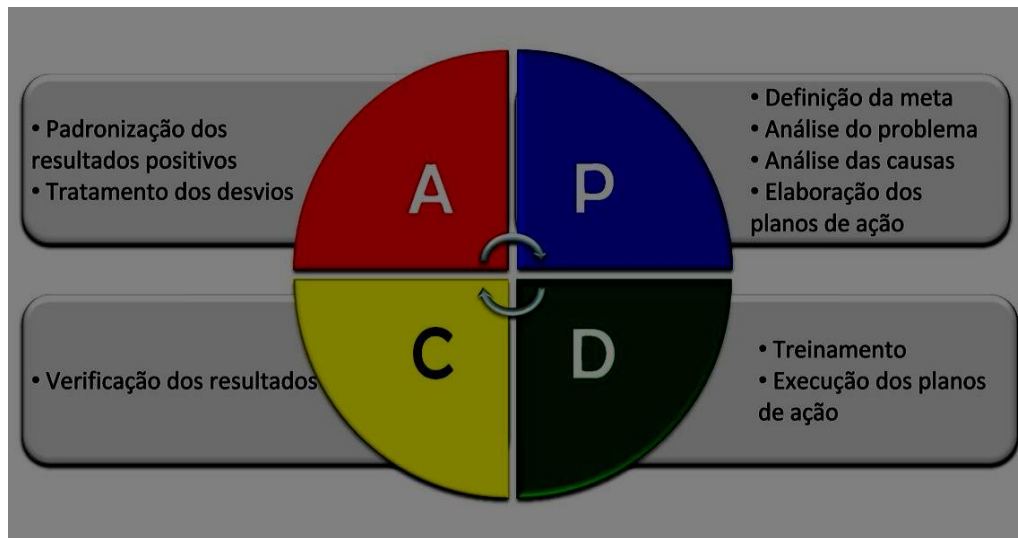 • Padronização dos
resultados positivos
• Tratamento dos desvios
A
P
• Definição da meta
• Análise do problema
• Análise das causas
• Elaboração dos
planos de ação
• Verificação dos resultados
C
D
• Treinamento
• Execução dos planos
de ação